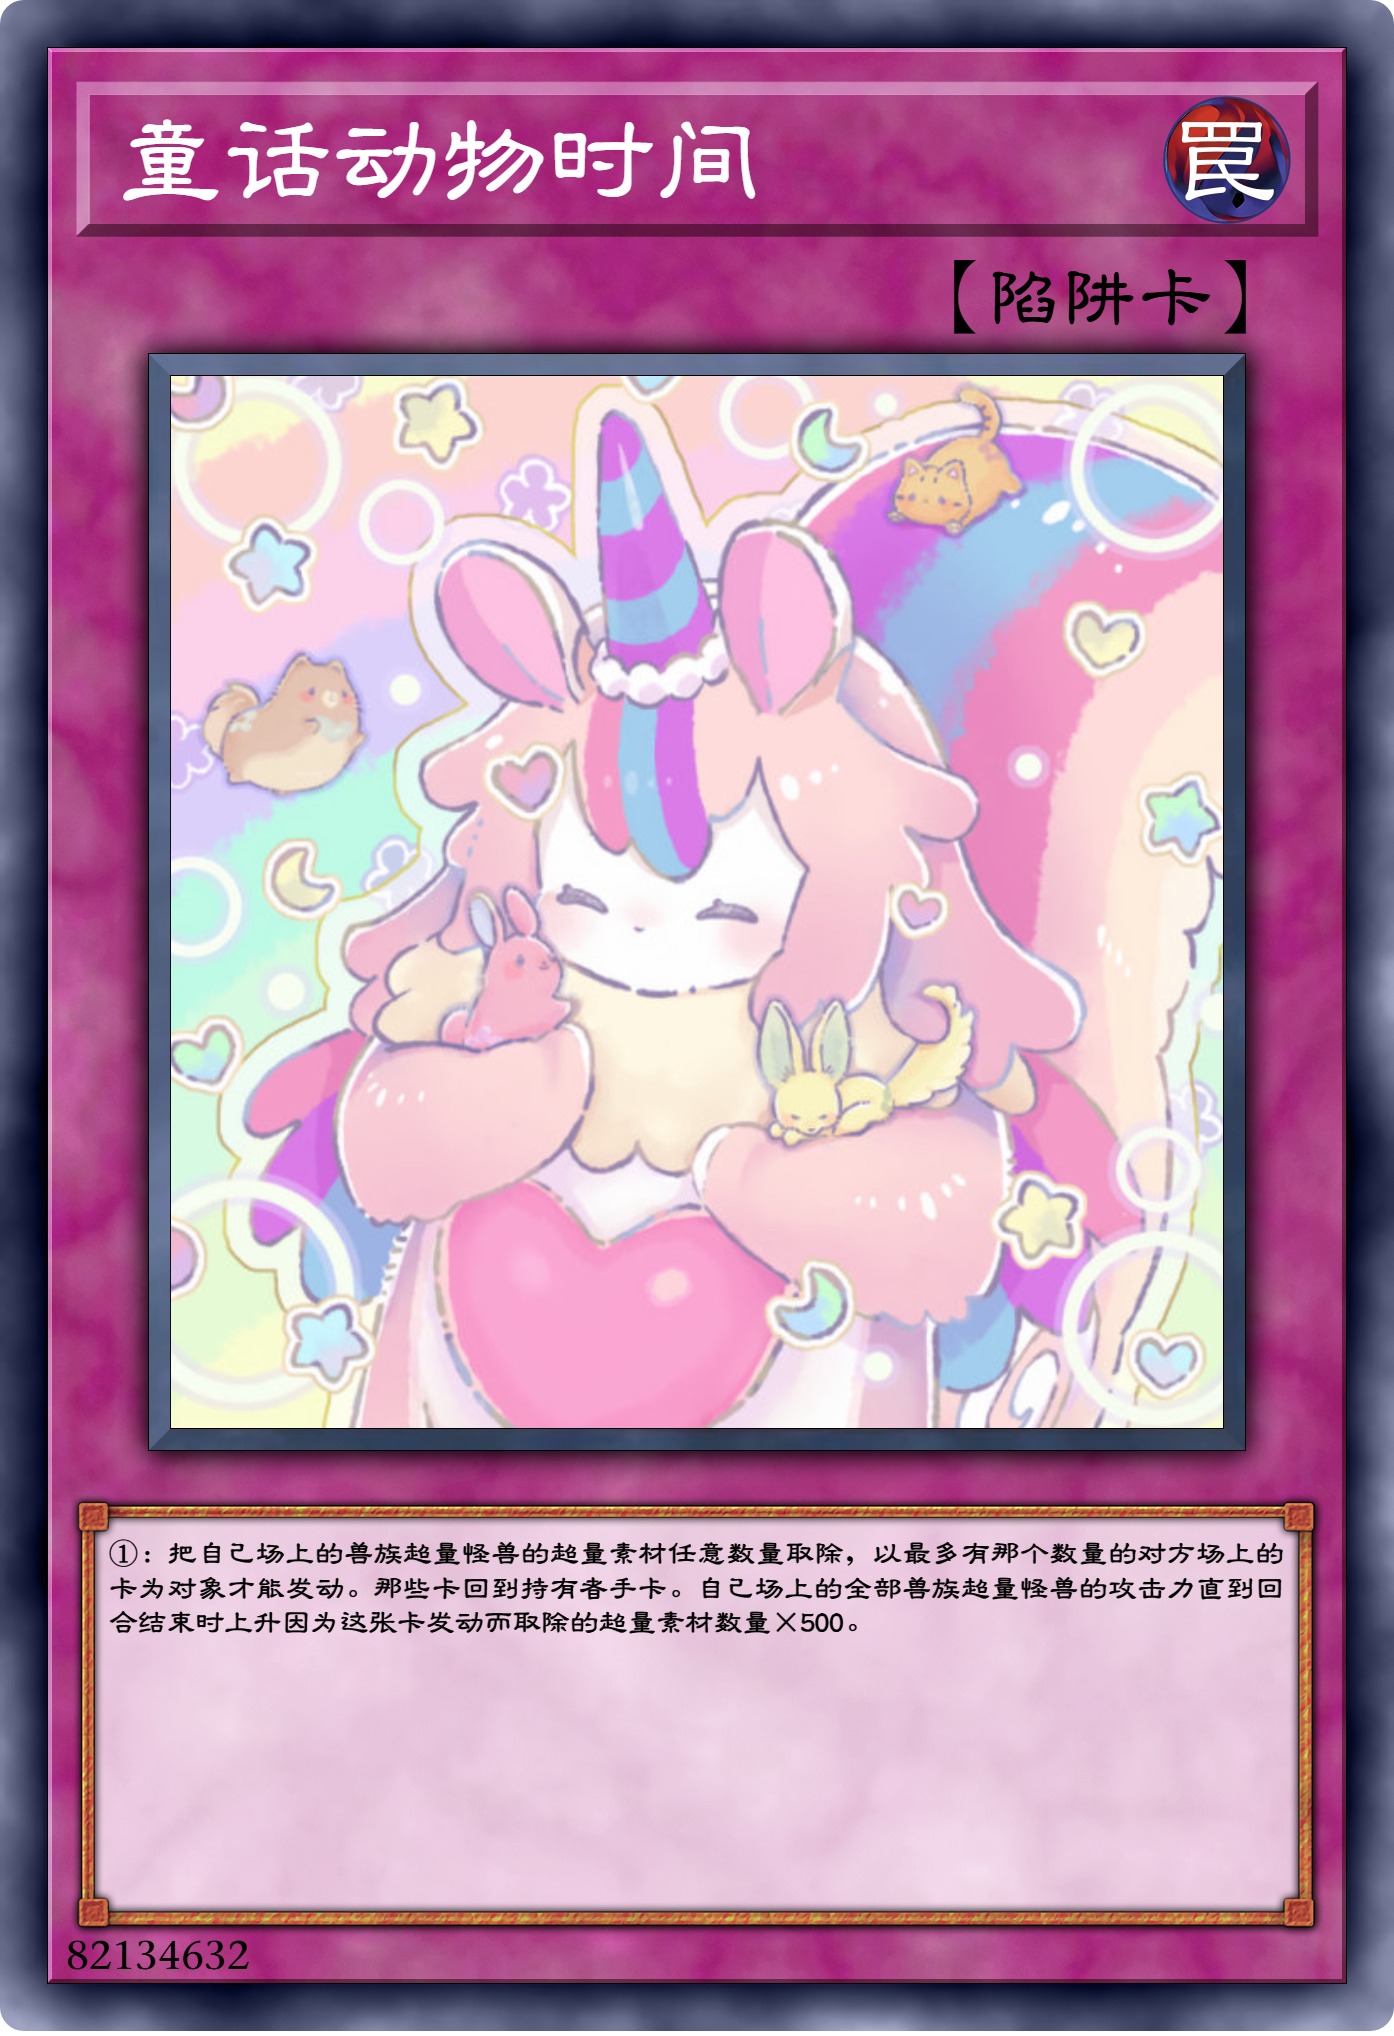 童话动物时间
罠
【陷阱卡】
①：把自己场上的兽族超量怪兽的超量素材任意数量取除，以最多有那个数量的对方场上的
卡为对象才能发动。那些卡回到持有者手卡。自己场上的全部兽族超量怪兽的攻击力直到回
合结束时上升因为这张卡发动而取除的超量素材数量×500。
82134632